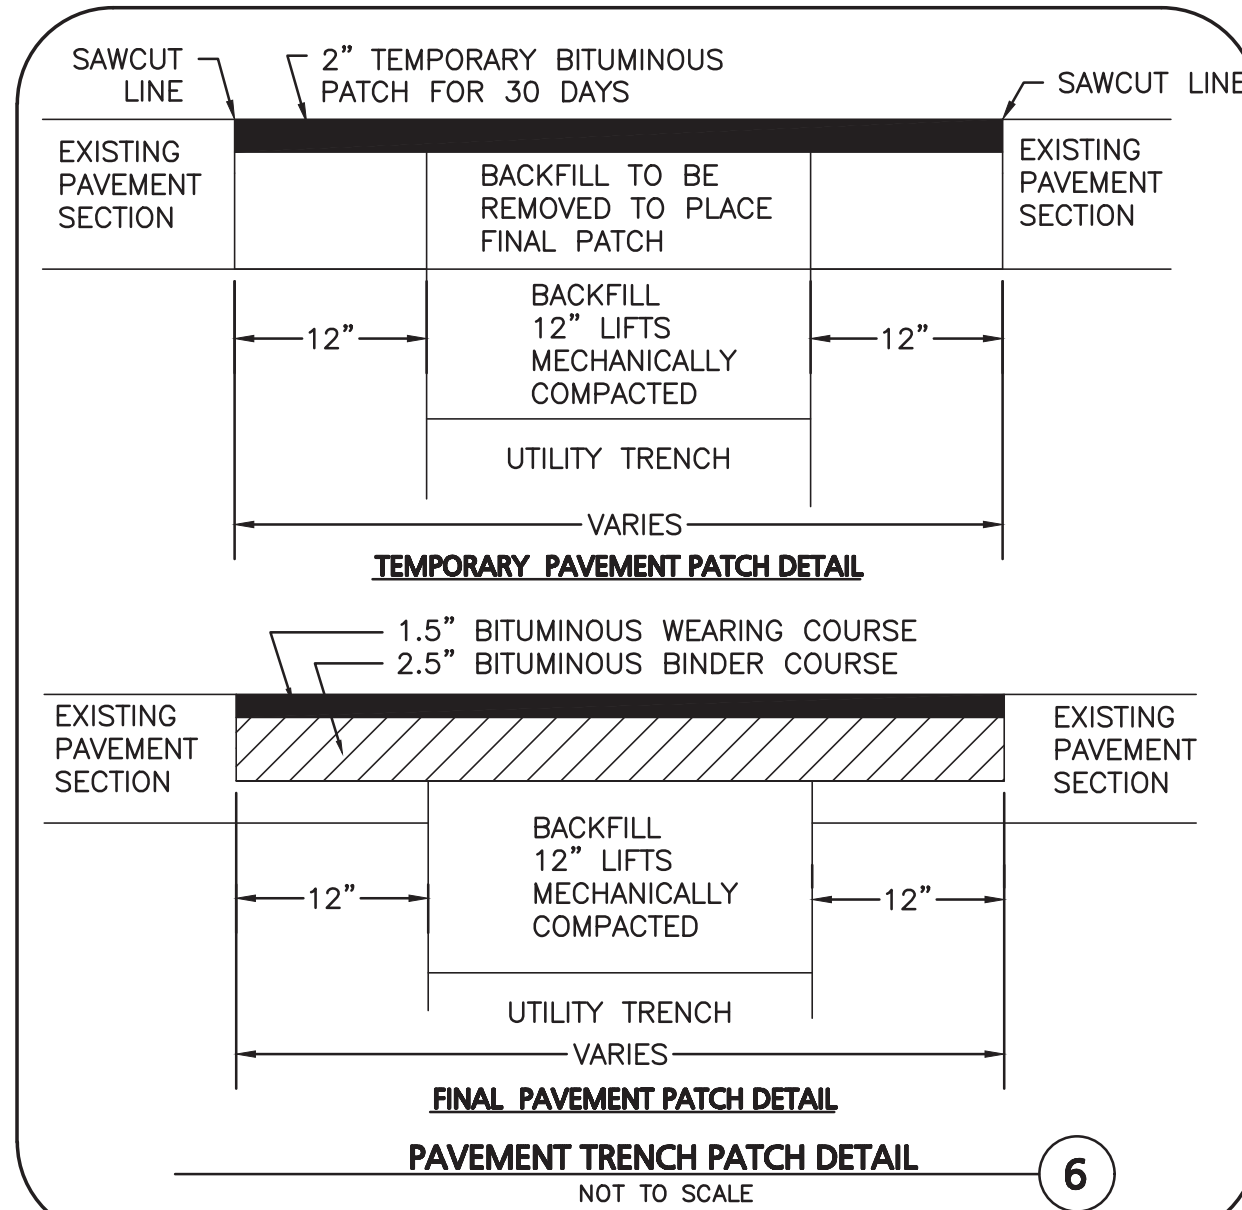 SAWCUT
LINE
2” TEMPORARY BITUMINOUS
PATCH FOR 30 DAYS
SAWCUT LINE
EXISTING
PAVEMENT
SECTION
BACKFILL TO BE
REMOVED TO PLACE
FINAL PATCH
EXISTING
PAVEMENT
SECTION
12”
BACKFILL
12” LIFTS
MECHANICALLY
COMPACTED
12”
UTILITY TRENCH
VARIES
TEMPORARY PAVEMENT PATCH DETAIL
1.5” BITUMINOUS WEARING COURSE
2.5” BITUMINOUS BINDER COURSE
EXISTING
PAVEMENT
SECTION
EXISTING
PAVEMENT
SECTION
12”
BACKFILL
12” LIFTS
MECHANICALLY
COMPACTED
12”
UTILITY TRENCH
VARIES
FINAL PAVEMENT PATCH DETAIL
PAVEMENT TRENCH PATCH DETAIL
NOT TO SCALE
6